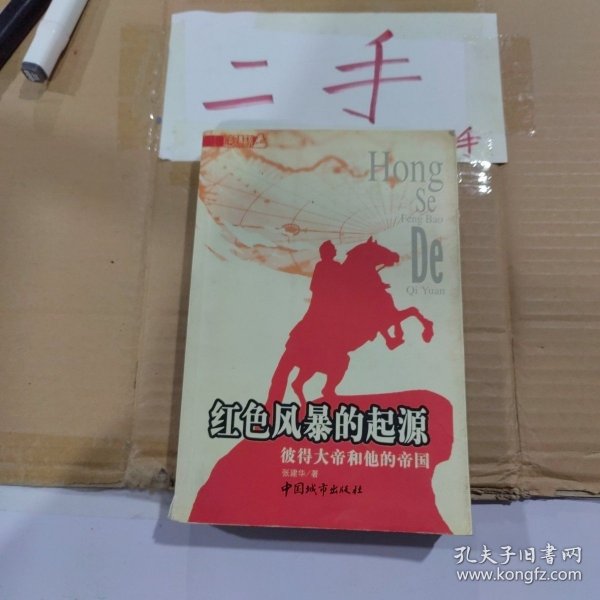 二手
手
Hong
Se
Feng Bao
De
Qi Yuan
红色风暴的起源
彼得大帝和他的帝国
张建华/著
中国城市出版社
孔夫子旧书网
www.kongfz.com